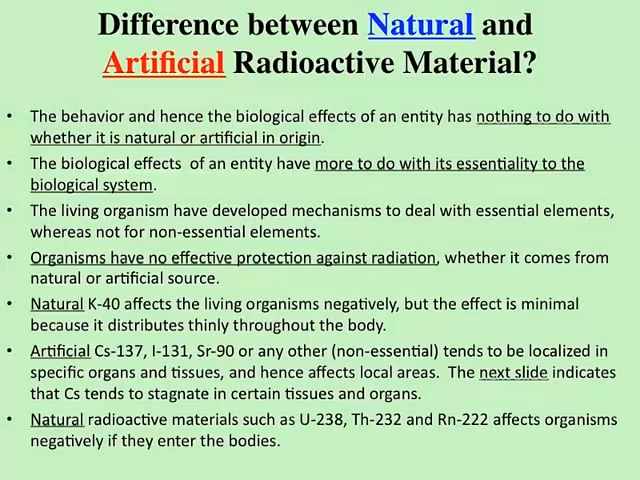 Difference between Natural and
Artificial Radioactive Material?
• The behavior and hence the biological effects of an entity has nothing to do with
whether it is natural or artificial in origin.
• The biological effects of an entity have more to do with its essentiality to the
biological system.
• The living organism have developed mechanisms to deal with essential elements,
whereas not for non-essential elements.
• Organisms have no effective protection against radiation, whether it comes from
natural or artificial source.
• Natural K-40 affects the living organisms negatively, but the effect is minimal
because it distributes thinly throughout the body.
• Artificial Cs-137, I-131, Sr-90 or any other (non-essential) tends to be localized in
specific organs and tissues, and hence affects local areas. The next slide indicates
that Cs tends to stagnate in certain tissues and organs.
• Natural radioactive materials such as U-238, Th-232 and Rn-222 affects organisms
negatively if they enter the bodies.